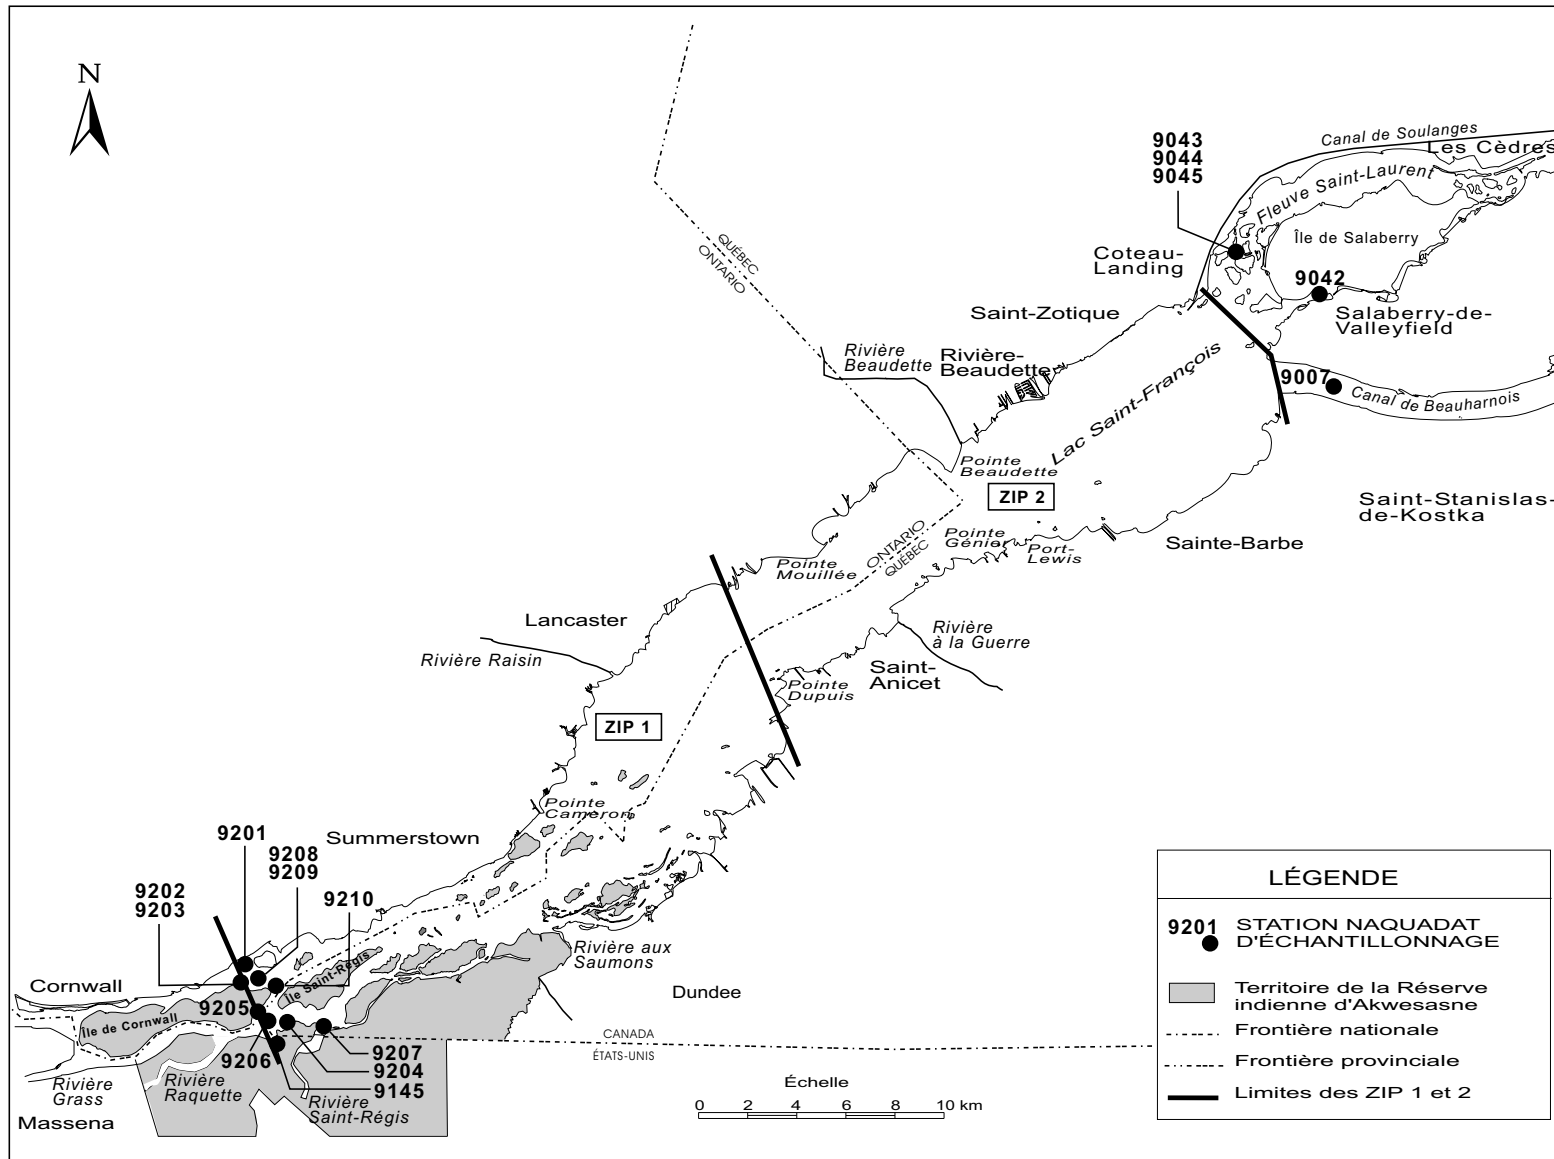 N
9043
9044
9045
Canal de Soulanges
Les Cèdres
Fleuve Saint-Laurent
Île de Salaberry
Coteau-
Landing
9042
Salaberry-de-
Valleyfield
QUÉBEC
ONTARIO
Saint-Zotique
Rivière
Beaudette
Rivière-
Beaudette
Lac Saint-François
9007
Canal de Beauharnois
Pointe
Beaudette
ZIP 2
Saint-Stanislas-
de-Kostka
ONTARIO
QUÉBEC
Pointe
Génier
Port-
Lewis
Sainte-Barbe
Pointe
Mouillée
Lancaster
Rivière Raisin
Rivière
à la Guerre
Saint-
Anicet
Pointe
Dupuis
ZIP 1
Pointe
Cameron
Summerstown
9201
9208
9209
9202
9203
9210
Rivière aux
Saumons
Île Saint-Régis
Cornwall
Île de Cornwall
9205
Dundee
CANADA
ÉTATS-UNIS
9206
9207
9204
9145
Rivière
Grass
Rivière
Raquette
Rivière
Saint-Régis
Massena
Échelle
0 2 4 6 8 10 km
LÉGENDE
9201 STATION NAQUADAT
D'ÉCHANTILLONNAGE
Territoire de la Réserve
indienne d'Akwesasne
Frontière nationale
Frontière provinciale
Limites des ZIP 1 et 2